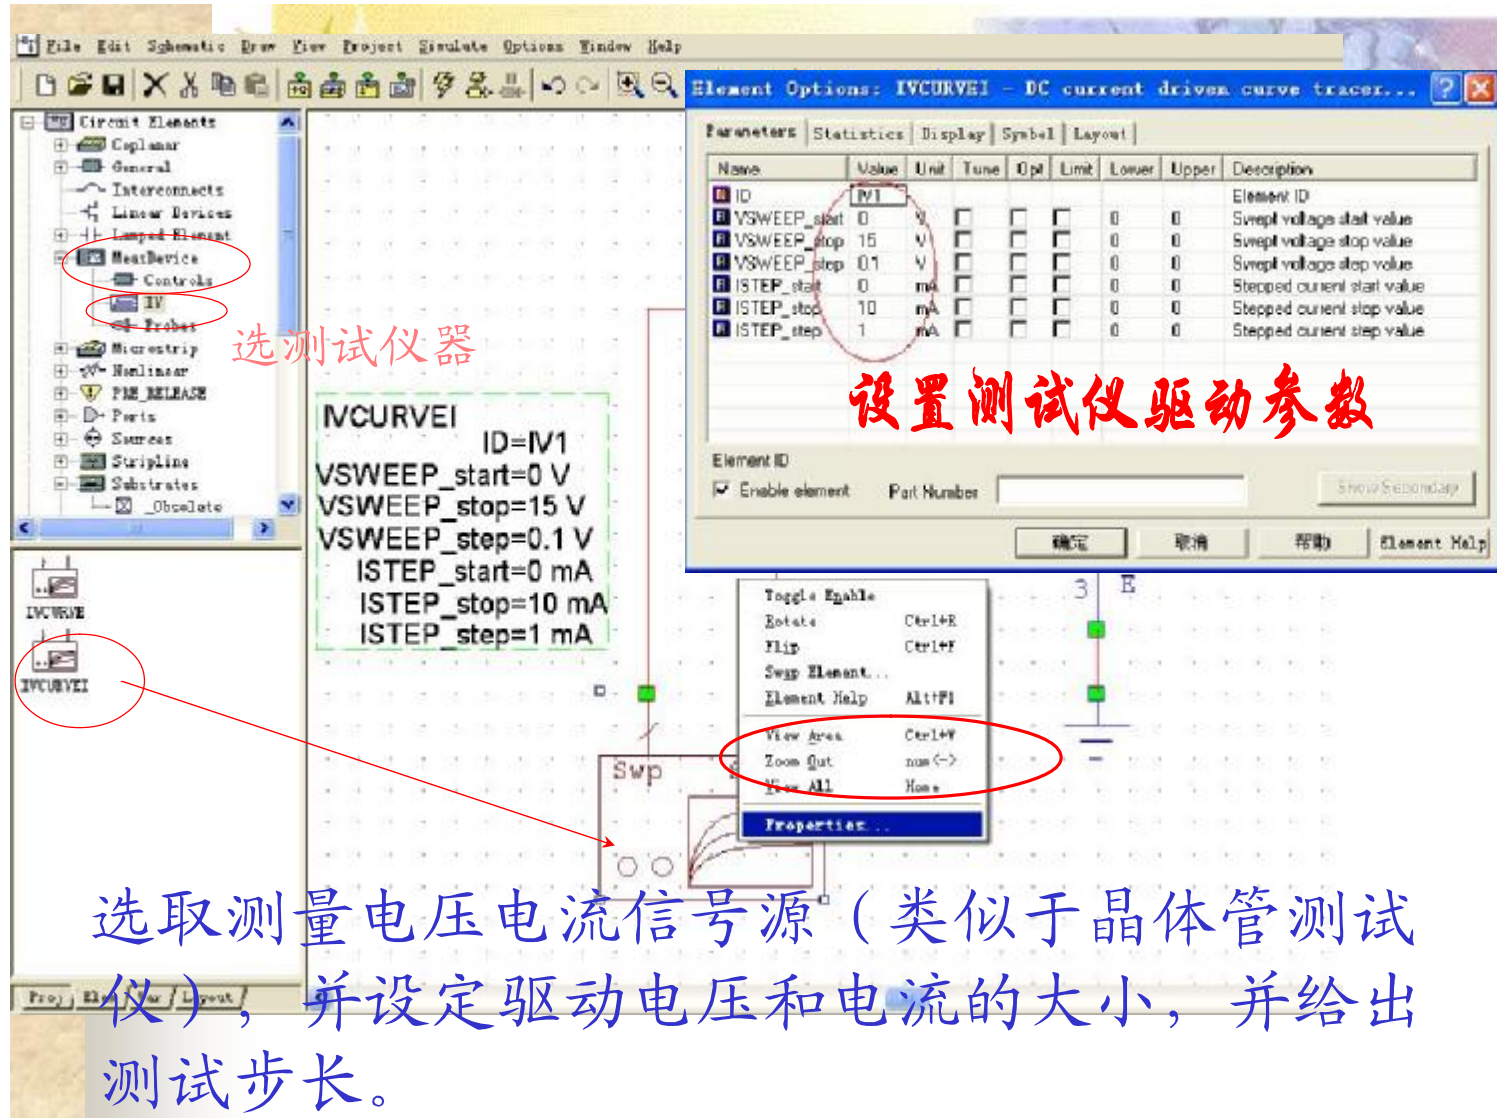 File Edit Schematic Draw View Project Simulate Options Window Help
Element Options: IVCURVEI - DC current driven curve tracer...
Parameters Statistics Display Symbol Layout
Name Value Unit Tune Opt Limit Lower Upper Description
ID IV1 Element ID
VSWEEP_start 0 V 0 0 Swept voltage start value
VSWEEP_stop 15 V 0 0 Swept voltage stop value
VSWEEP_step 0.1 V 0 0 Swept voltage step value
ISTEP_start 0 mA 0 0 Stepped current start value
ISTEP_stop 10 mA 0 0 Stepped current stop value
ISTEP_step 1 mA 0 0 Stepped current step value
设置测试仪驱动参数
Element ID
Enable element Part Number Show Secondary
确定 取消 帮助 Element Help
Circuit Elements
Coplanar
General
Interconnects
Linear Devices
Lumped Element
MeasDevice
Controls
IV
Probes
Microstrip
Nonlinear
PRE_RELEASE
Ports
Sources
Stripline
Substrates
_Obsolete
选测试仪器
IVCURVE
IVCURVEI
IVCURVEI
ID=IV1
VSWEEP_start=0 V
VSWEEP_stop=15 V
VSWEEP_step=0.1 V
ISTEP_start=0 mA
ISTEP_stop=10 mA
ISTEP_step=1 mA
Toggle Enable
Rotate Ctrl+R
Flip Ctrl+F
Swap Element...
Element Help Alt+F1
View Area Ctrl+W
Zoom Out num<->
View All Home
Properties...
3 E
Swp
选取测量电压电流信号源（类似于晶体管测试
仪），并设定驱动电压和电流的大小，并给出
测试步长。
Proj Layout